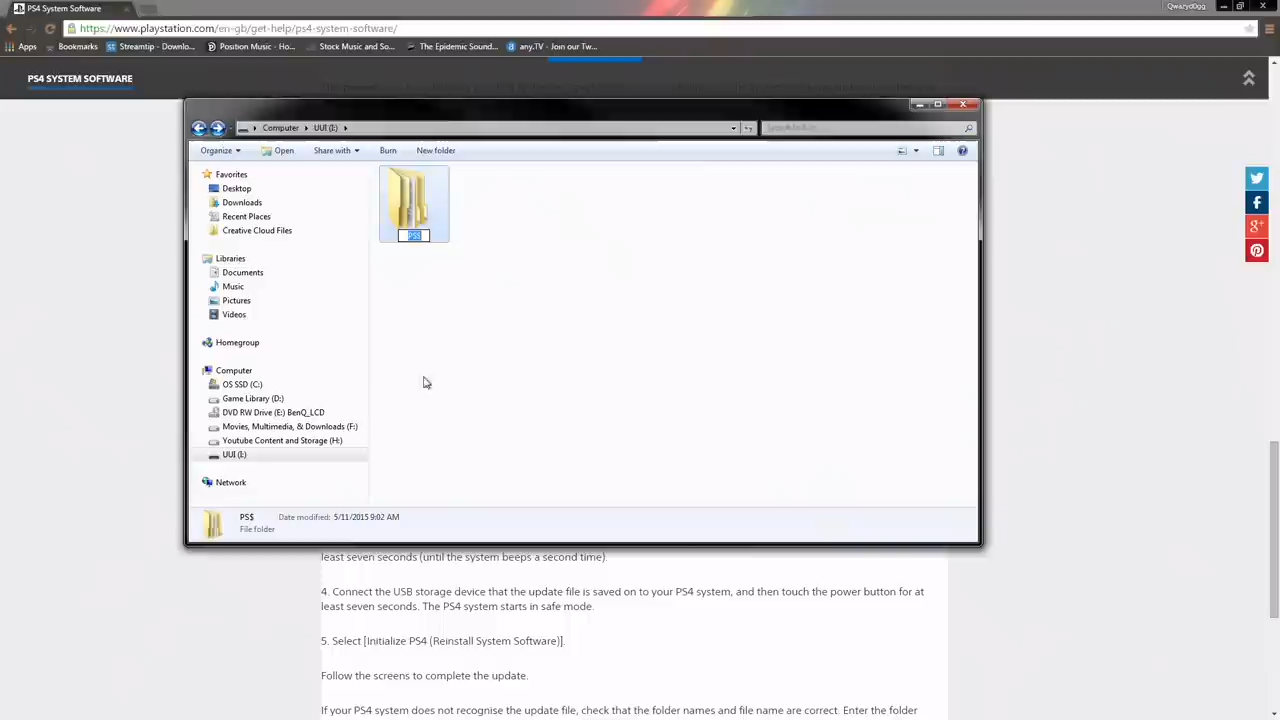 PS4 System Software
Qwazyd0gg
https://www.playstation.com/en-gb/get-help/ps4-system-software/
Apps Bookmarks Streamtip - Downlo... Position Music - Ho... Stock Music and So... The Epidemic Sound... any.TV - Join our Tw...
PS4 SYSTEM SOFTWARE
Computer UUI (I:)
Organize Open Share with Burn New folder
Favorites
Desktop
Downloads
Recent Places
Creative Cloud Files
Libraries
Documents
Music
Pictures
Videos
Homegroup
Computer
OS SSD (C:)
Game Library (D:)
DVD RW Drive (E:) BenQ_LCD
Movies, Multimedia, & Downloads (F:)
Youtube Content and Storage (H:)
UUI (I:)
Network
PS$
PS$ Date modified: 5/11/2015 9:02 AM
File folder
least seven seconds (until the system beeps a second time).
4. Connect the USB storage device that the update file is saved on to your PS4 system, and then touch the power button for at
least seven seconds. The PS4 system starts in safe mode.
5. Select [Initialize PS4 (Reinstall System Software)].
Follow the screens to complete the update.
If your PS4 system does not recognise the update file, check that the folder names and file name are correct. Enter the folder